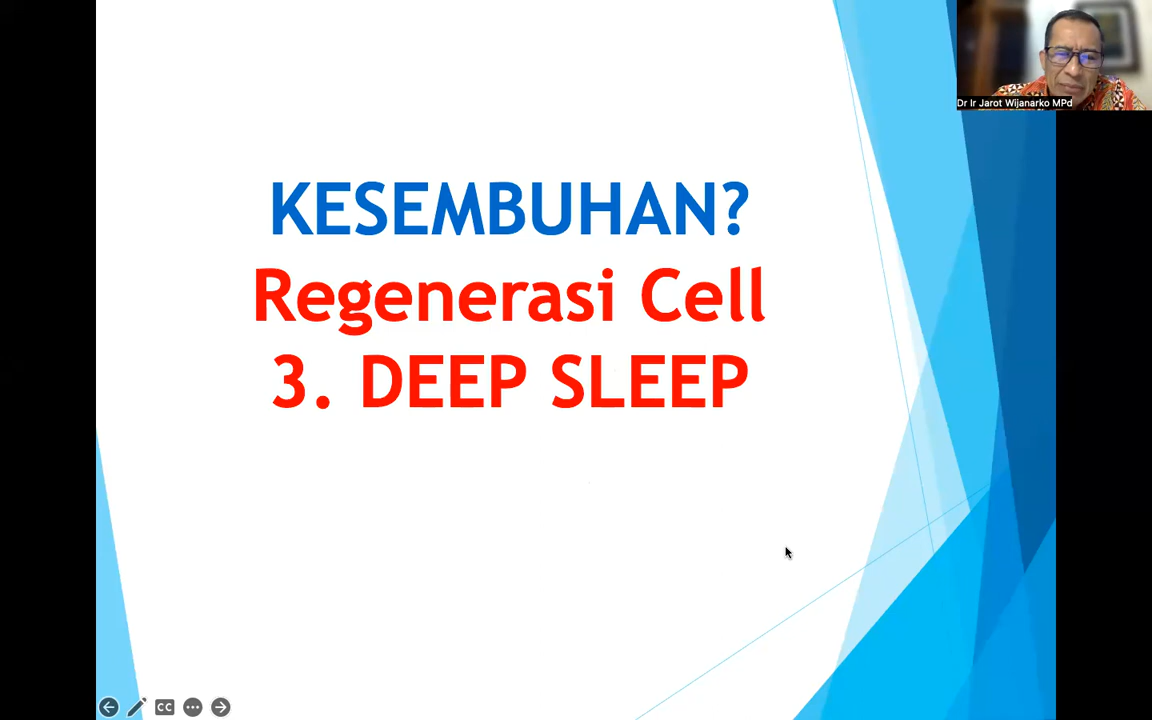 Dr Ir Jarot Wijanarko MPd
KESEMBUHAN?
Regenerasi Cell
3. DEEP SLEEP
CC